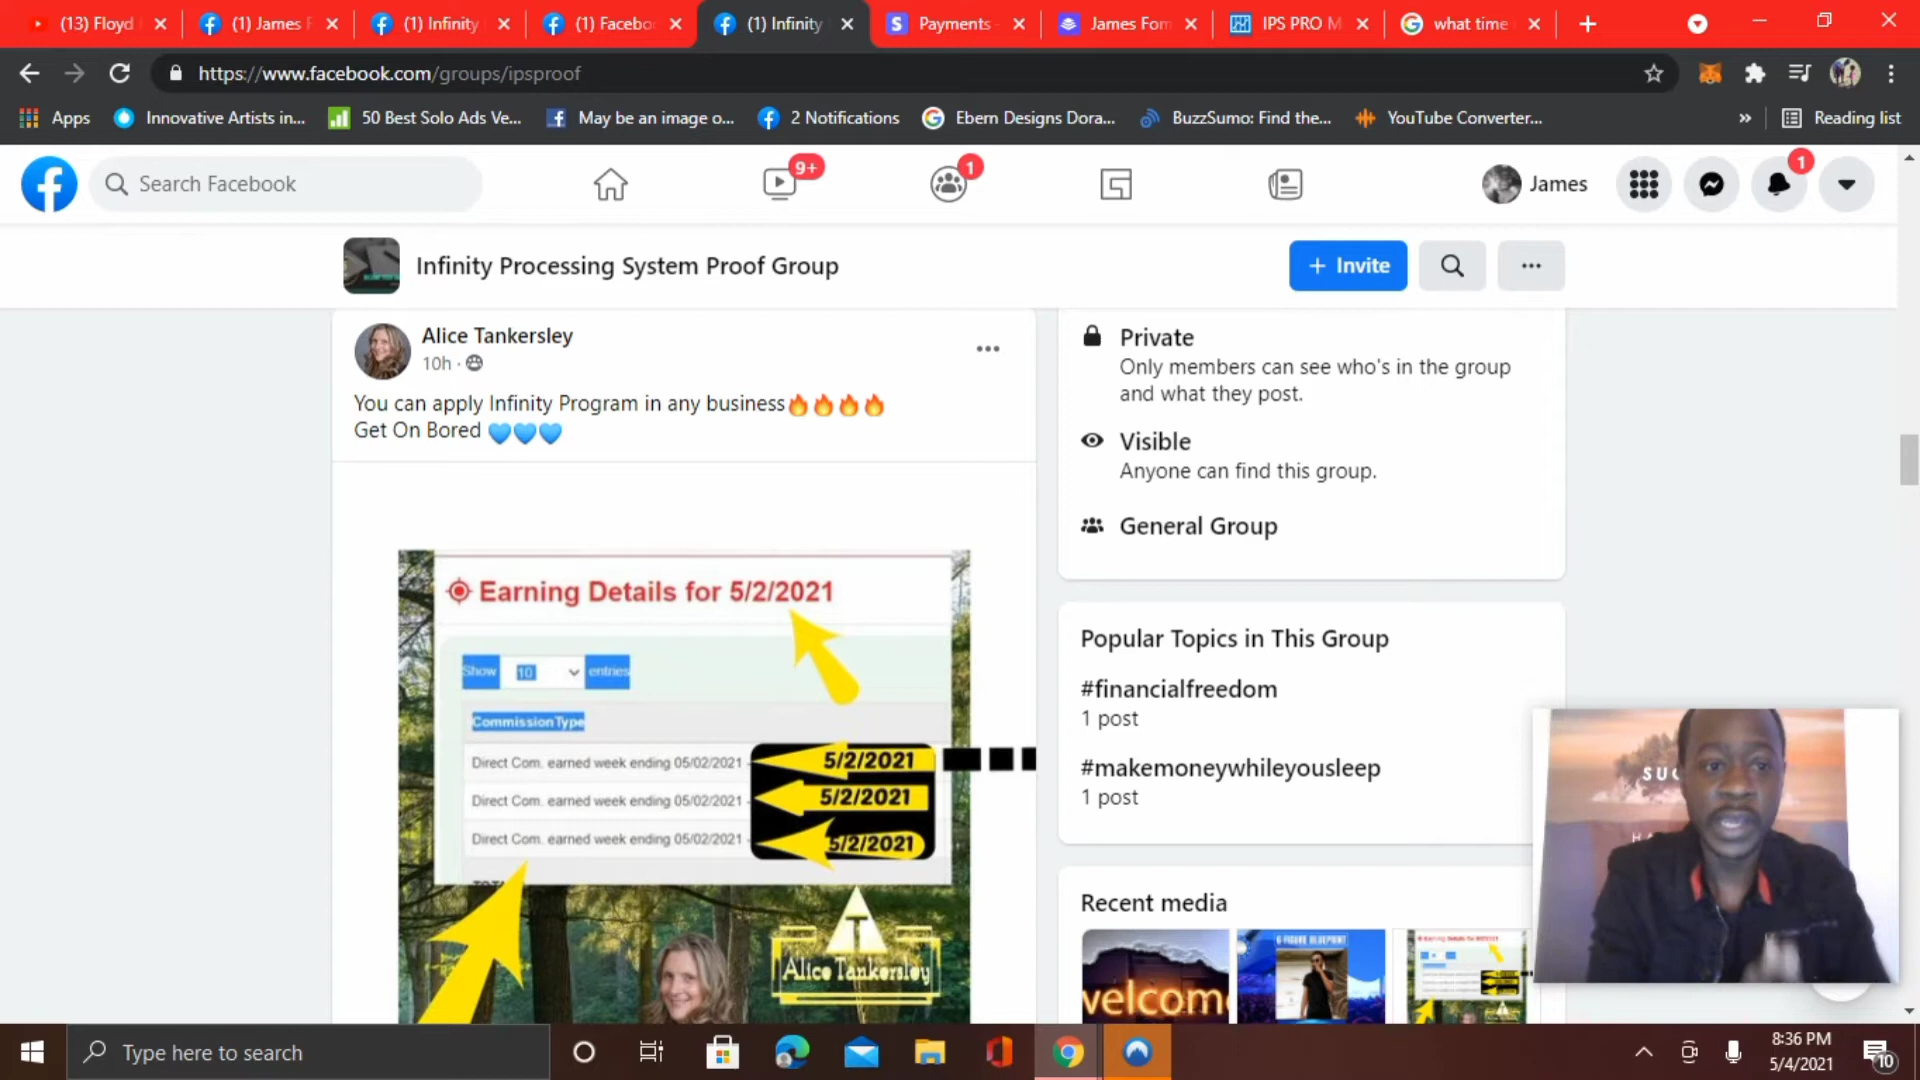 (13) Floyd
(1) James F
(1) Infinity
(1) Facebo
(1) Infinity
Payments
James Forn
IPS PRO M
what time
https://www.facebook.com/groups/ipsproof
Apps
Innovative Artists in...
50 Best Solo Ads Ve...
May be an image o...
2 Notifications
Ebern Designs Dora...
BuzzSumo: Find the...
YouTube Converter...
Reading list
Search Facebook
9+
1
James
1
Infinity Processing System Proof Group
+ Invite
Alice Tankersley
10h
You can apply Infinity Program in any business🔥🔥🔥🔥
Get On Bored 💙💙💙
Earning Details for 5/2/2021
Show 10 entries
CommissionType
Direct Com. earned week ending 05/02/2021 -
5/2/2021
Direct Com. earned week ending 05/02/2021 -
5/2/2021
Direct Com. earned week ending 05/02/2021 -
5/2/2021
Alice Tankersley
Private
Only members can see who's in the group
and what they post.
Visible
Anyone can find this group.
General Group
Popular Topics in This Group
#financialfreedom
1 post
#makemoneywhileyousleep
1 post
Recent media
welcome
6-FIGURE BLUEPRINT
Type here to search
8:36 PM
5/4/2021
10